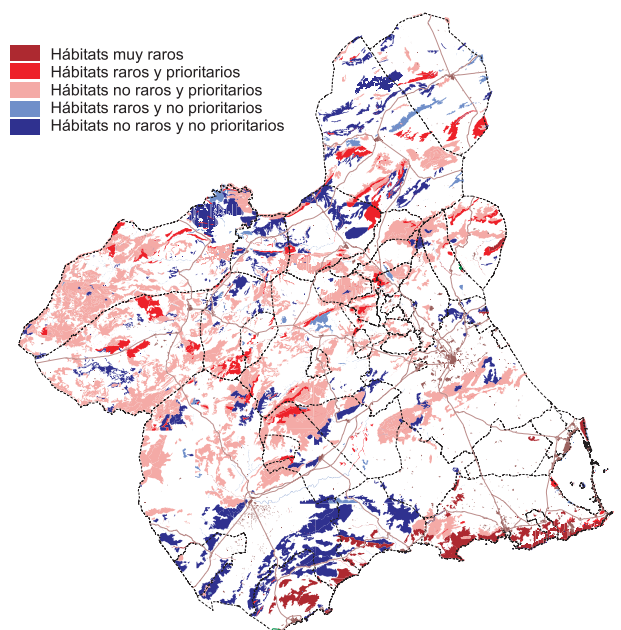 Hábitats muy raros
Hábitats raros y prioritarios
Hábitats no raros y prioritarios
Hábitats raros y no prioritarios
Hábitats no raros y no prioritarios